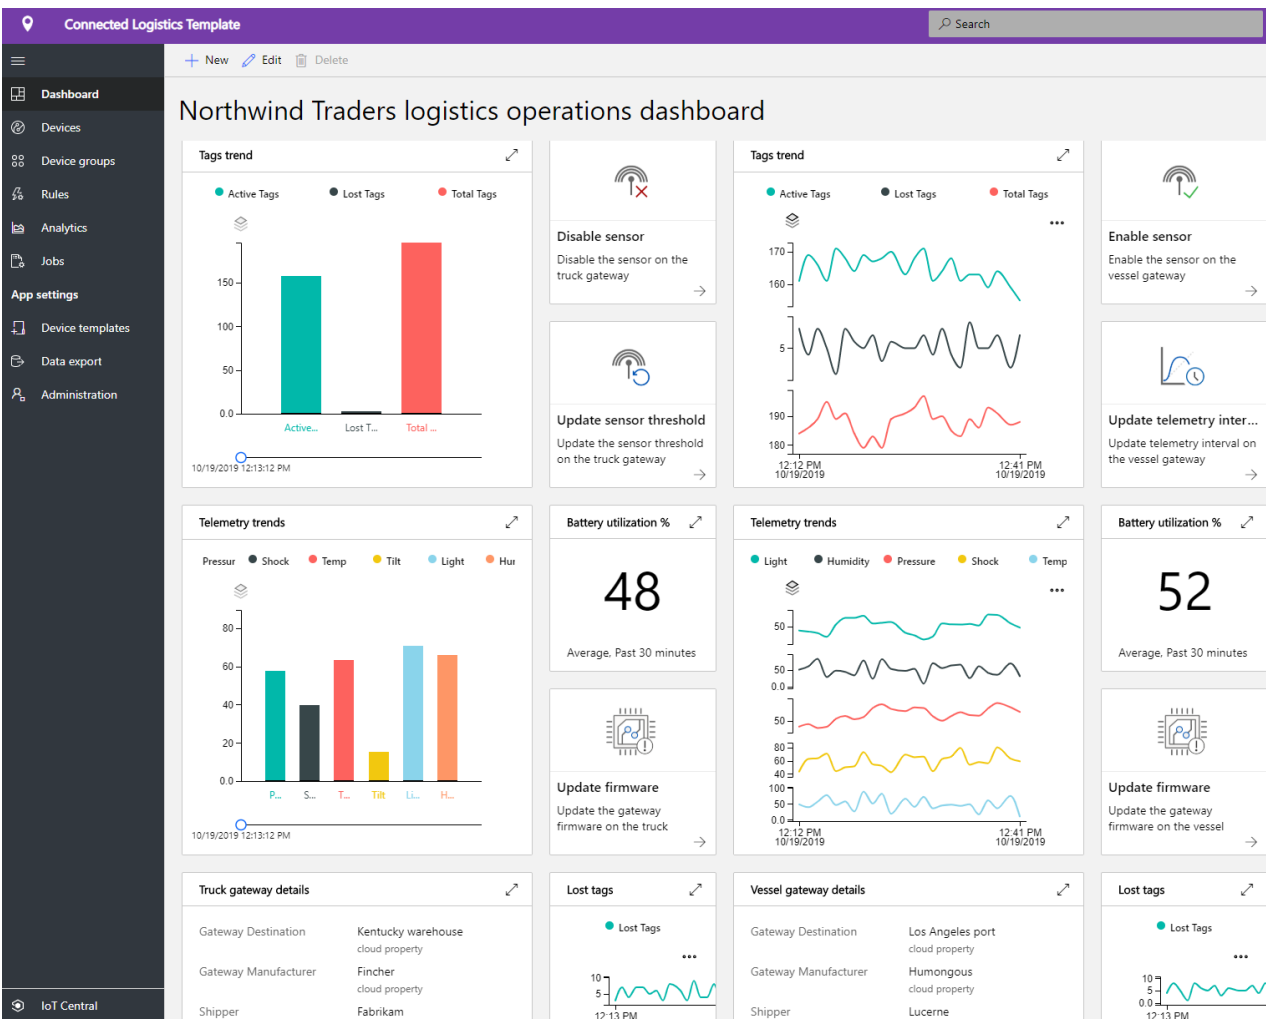 Connected Logistics Template
Search
New Edit Delete
Dashboard
Devices
Device groups
Rules
Analytics
Jobs
App settings
Device templates
Data export
Administration
IoT Central
Northwind Traders logistics operations dashboard
Tags trend
Active Tags Lost Tags Total Tags
150
100
50
0.0
Active... Lost T... Total ...
10/19/2019 12:13:12 PM
Disable sensor
Disable the sensor on the
truck gateway
Update sensor threshold
Update the sensor threshold
on the truck gateway
Tags trend
Active Tags Lost Tags Total Tags
170
160
5
190
180
12:12 PM 12:41 PM
10/19/2019 10/19/2019
Enable sensor
Enable the sensor on the
vessel gateway
Update telemetry inter...
Update telemetry interval on
the vessel gateway
Telemetry trends
Pressur Shock Temp Tilt Light Hur
80
60
40
20
0.0
P... S... T... Tilt Li... H...
10/19/2019 12:13:12 PM
Battery utilization %
48
Average, Past 30 minutes
Update firmware
Update the gateway
firmware on the truck
Telemetry trends
Light Humidity Pressure Shock Temp
50
50
0.0
50
80
60
40
100
50
0.0
12:12 PM 12:41 PM
10/19/2019 10/19/2019
Battery utilization %
52
Average, Past 30 minutes
Update firmware
Update the gateway
firmware on the vessel
Truck gateway details
Gateway Destination Kentucky warehouse
cloud property
Gateway Manufacturer Fincher
cloud property
Shipper Fabrikam
Lost tags
Lost Tags
10
5
12:13 PM
Vessel gateway details
Gateway Destination Los Angeles port
cloud property
Gateway Manufacturer Humongous
cloud property
Shipper Lucerne
Lost tags
Lost Tags
10
5
0.0
12:13 PM